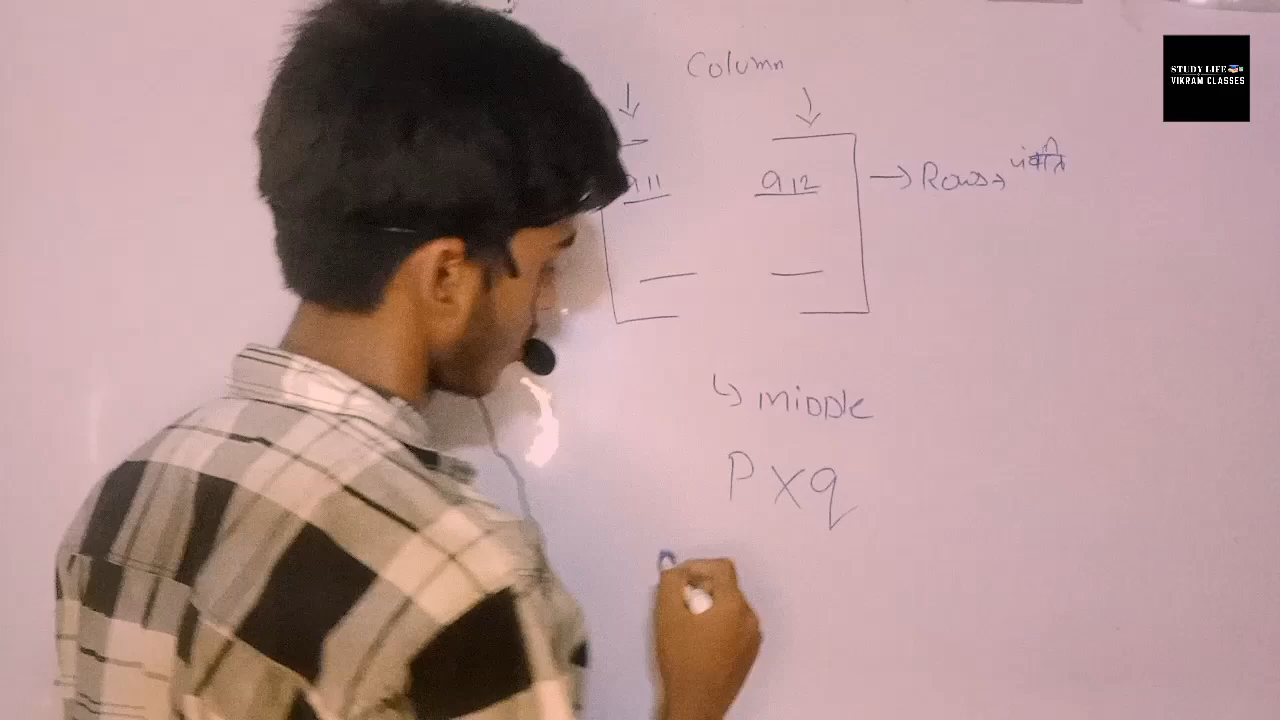 STUDY LIFE
VIKRAM CLASSES
Column
a11 a12 → Rows →
↳ MIDDLE
P X q